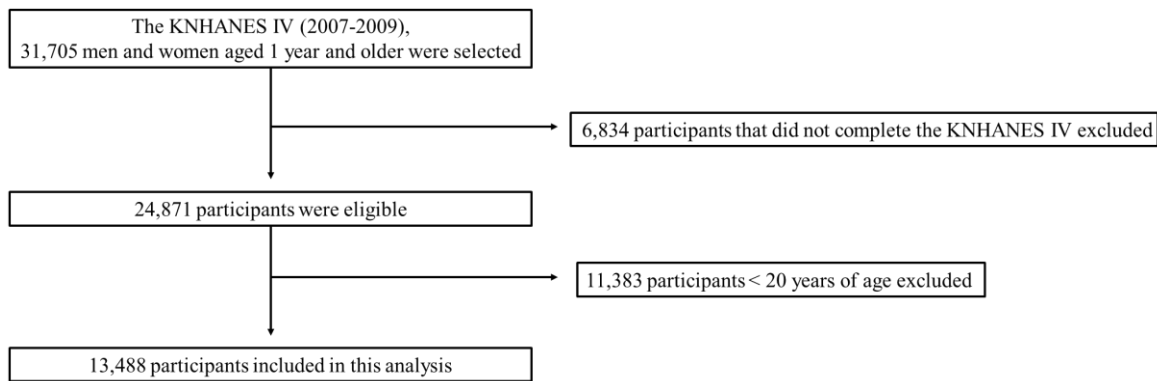 The KNHANES IV (2007-2009),
31,705 men and women aged 1 year and older were selected
6,834 participants that did not complete the KNHANES IV excluded
24,871 participants were eligible
11,383 participants < 20 years of age excluded
13,488 participants included in this analysis